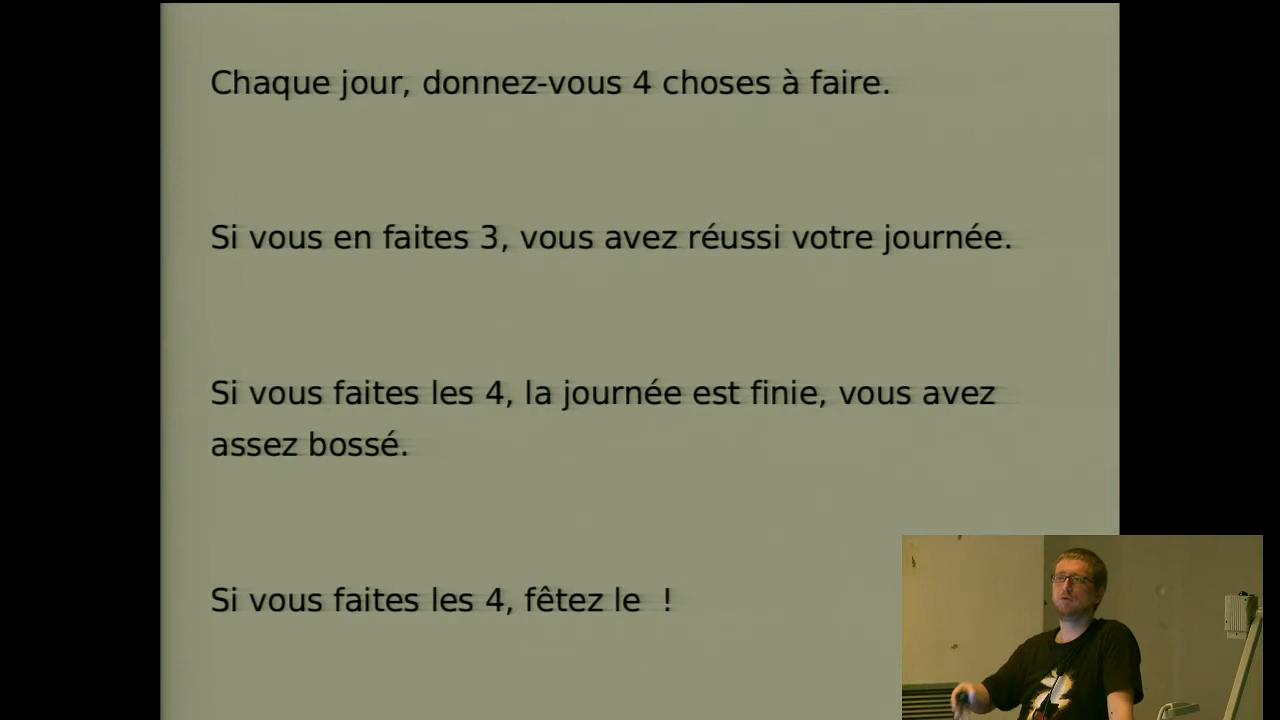 Chaque jour, donnez-vous 4 choses à faire.
Si vous en faites 3, vous avez réussi votre journée.
Si vous faites les 4, la journée est finie, vous avez
assez bossé.
Si vous faites les 4, fêtez le  !